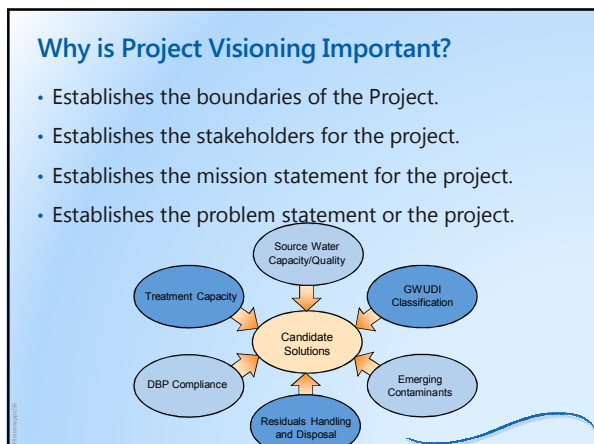 Why is Project Visioning Important?
• Establishes the boundaries of the Project.
• Establishes the stakeholders for the project.
• Establishes the mission statement for the project.
• Establishes the problem statement or the project.
Source Water
Capacity/Quality
Treatment Capacity
GWUDI
Classification
Candidate
Solutions
DBP Compliance
Emerging
Contaminants
Residuals Handling
and Disposal